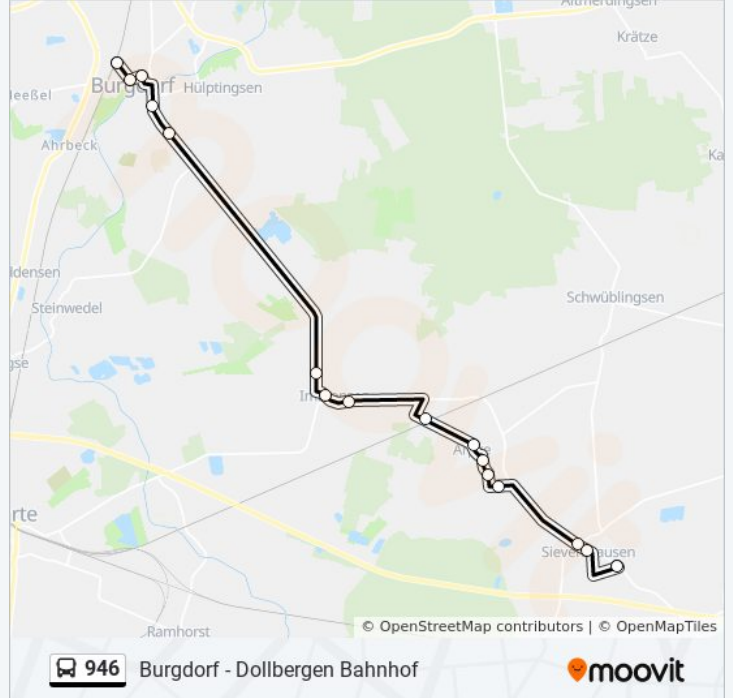 Altmerdingsen
Krätze
Burgdorf
Hülptingsen
Ahrbeck
Steinwedel
Schwüblingsen
Ramhorst
© OpenStreetMap contributors | © OpenMapTiles
946 Burgdorf - Dollbergen Bahnhof moovit